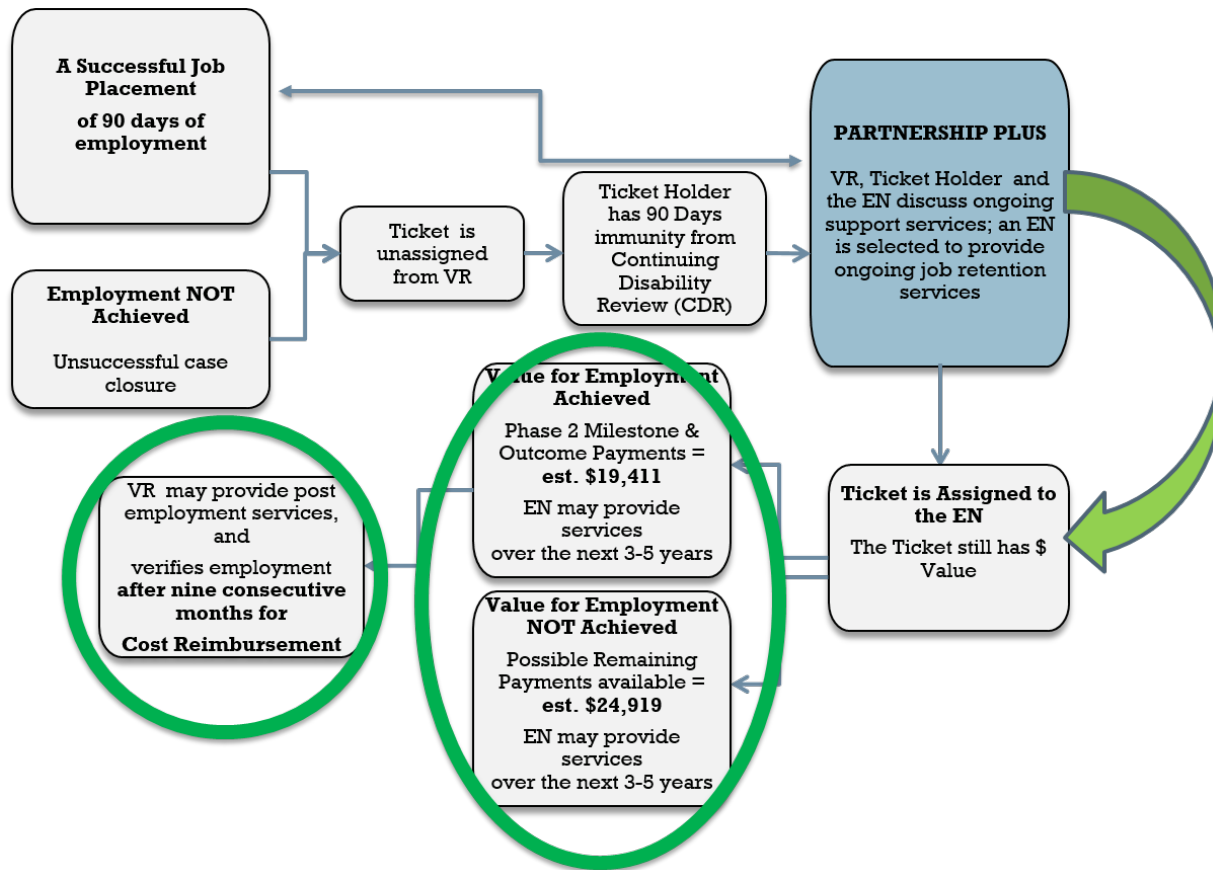 A Successful Job
Placement
of 90 days of
employment
Employment NOT
Achieved
Unsuccessful case
closure
Ticket is
unassigned
from VR
Ticket Holder
has 90 Days
immunity from
Continuing
Disability
Review (CDR)
PARTNERSHIP PLUS
VR, Ticket Holder and
the EN discuss ongoing
support services; an EN
is selected to provide
ongoing job retention
services
Ticket is Assigned to
the EN
The Ticket still has $
Value
Value for Employment
Achieved
Phase 2 Milestone &
Outcome Payments =
est. $19,411
EN may provide
services
over the next 3-5 years
Value for Employment
NOT Achieved
Possible Remaining
Payments available =
est. $24,919
EN may provide
services
over the next 3-5 years
VR may provide post
employment services,
and
verifies employment
after nine consecutive
months for
Cost Reimbursement